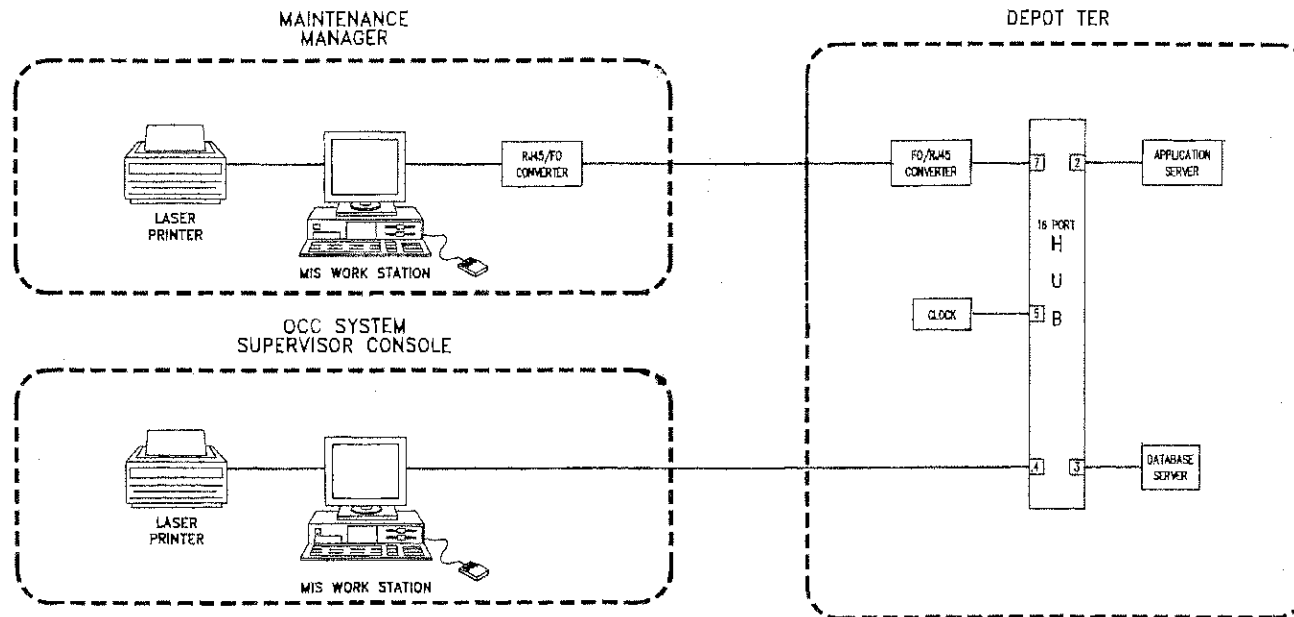 MAINTENANCE
MANAGER
DEPOT TER
LASER
PRINTER
MIS WORK STATION
RJ45/FO
CONVERTER
FO/RJ45
CONVERTER
7
2
APPLICATION
SERVER
16 PORT
H
U
B
CLOCK
5
OCC SYSTEM
SUPERVISOR CONSOLE
LASER
PRINTER
MIS WORK STATION
4
3
DATABASE
SERVER